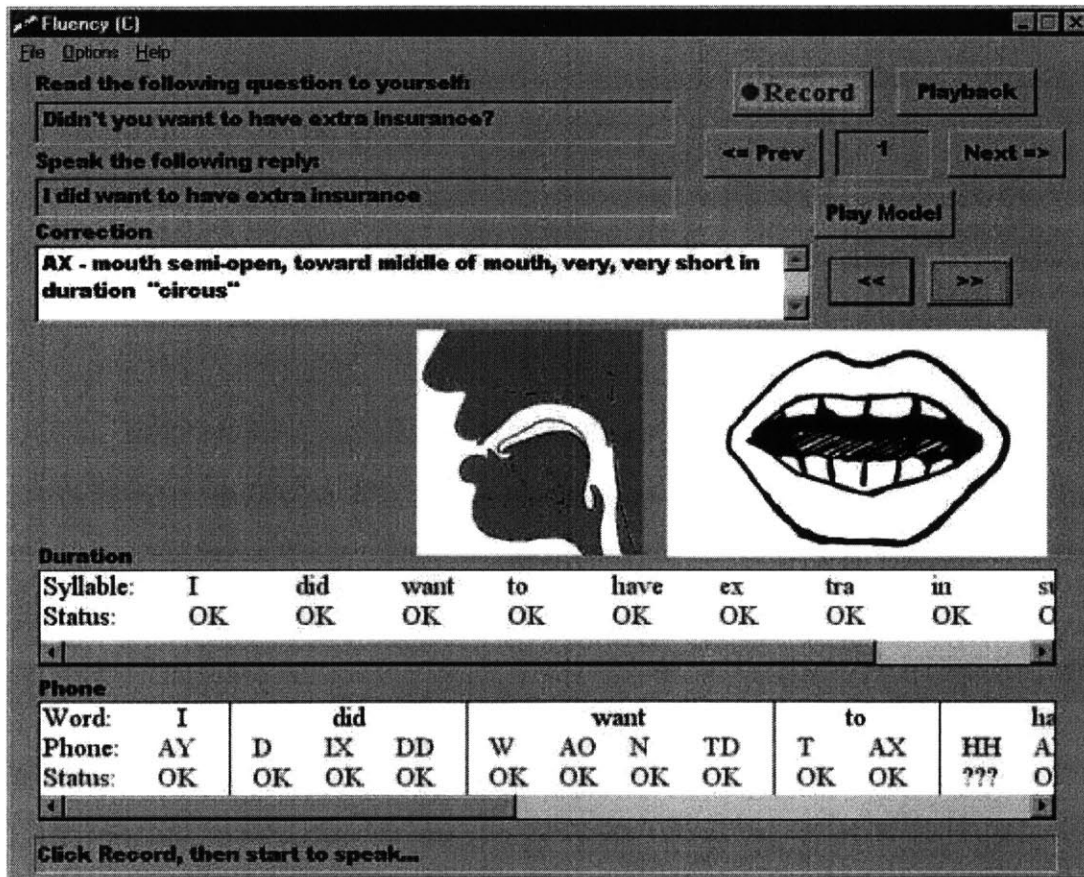 Fluency (C)
File Options Help
Read the following question to yourself:
Record Playback
Didn't you want to have extra insurance?
<= Prev 1 Next =>
Speak the following reply:
I did want to have extra insurance
Play Model
Correction
AX - mouth semi-open, toward middle of mouth, very, very short in
duration "circus"
<< >>
Duration
Syllable: I did want to have ex tra in
Status: OK OK OK OK OK OK OK OK
Phone
Word: I did want to ha
Phone: AY D IX DD W AO N TD T AX HH A
Status: OK OK OK OK OK OK OK OK OK OK ??? O
Click Record, then start to speak...